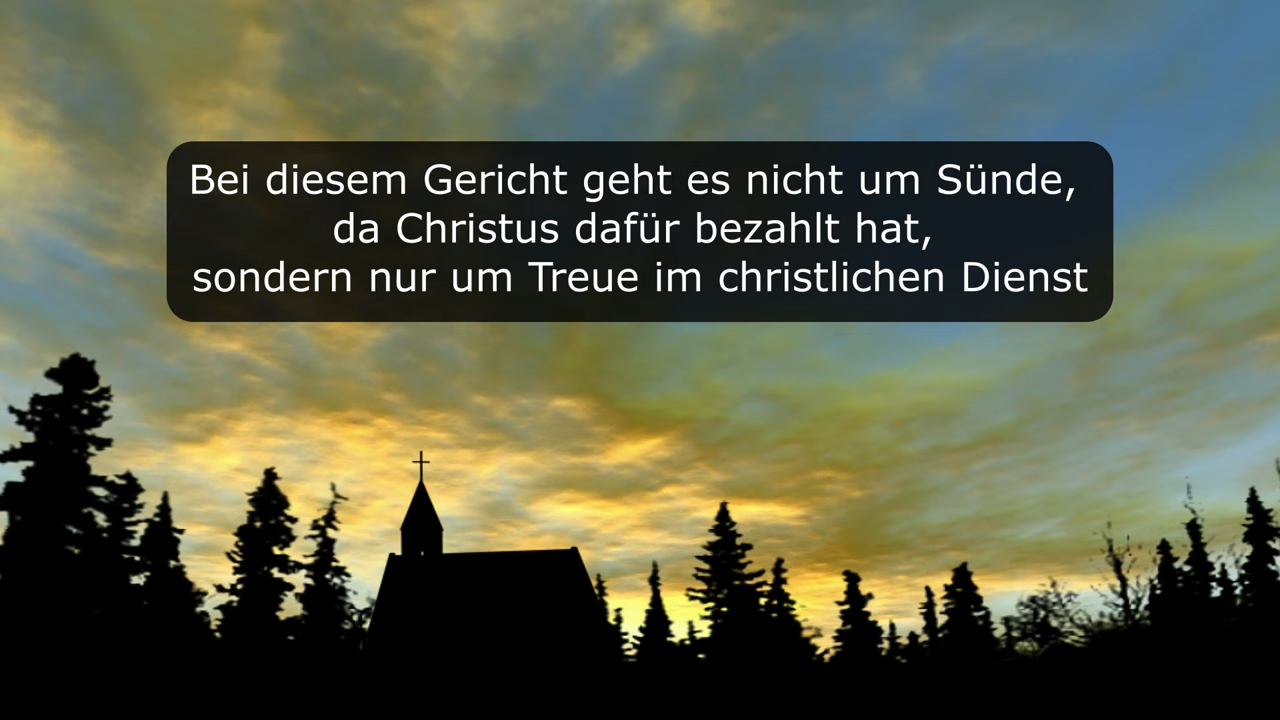 Bei diesem Gericht geht es nicht um Sünde,
da Christus dafür bezahlt hat,
sondern nur um Treue im christlichen Dienst